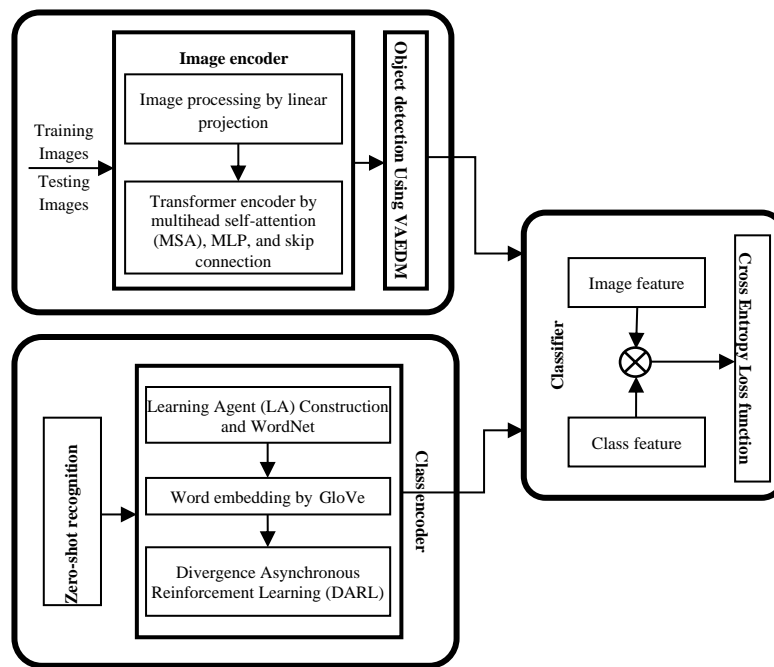 Training
Images
Testing
Images
Image encoder
Image processing by linear
projection
Transformer encoder by
multihead self-attention
(MSA), MLP, and skip
connection
Object detection Using VAEDM
Zero-shot recognition
Learning Agent (LA) Construction
and WordNet
Word embedding by GloVe
Divergence Asynchronous
Reinforcement Learning (DARL)
Class encoder
Classifier
Image feature
Class feature
Cross Entropy Loss function